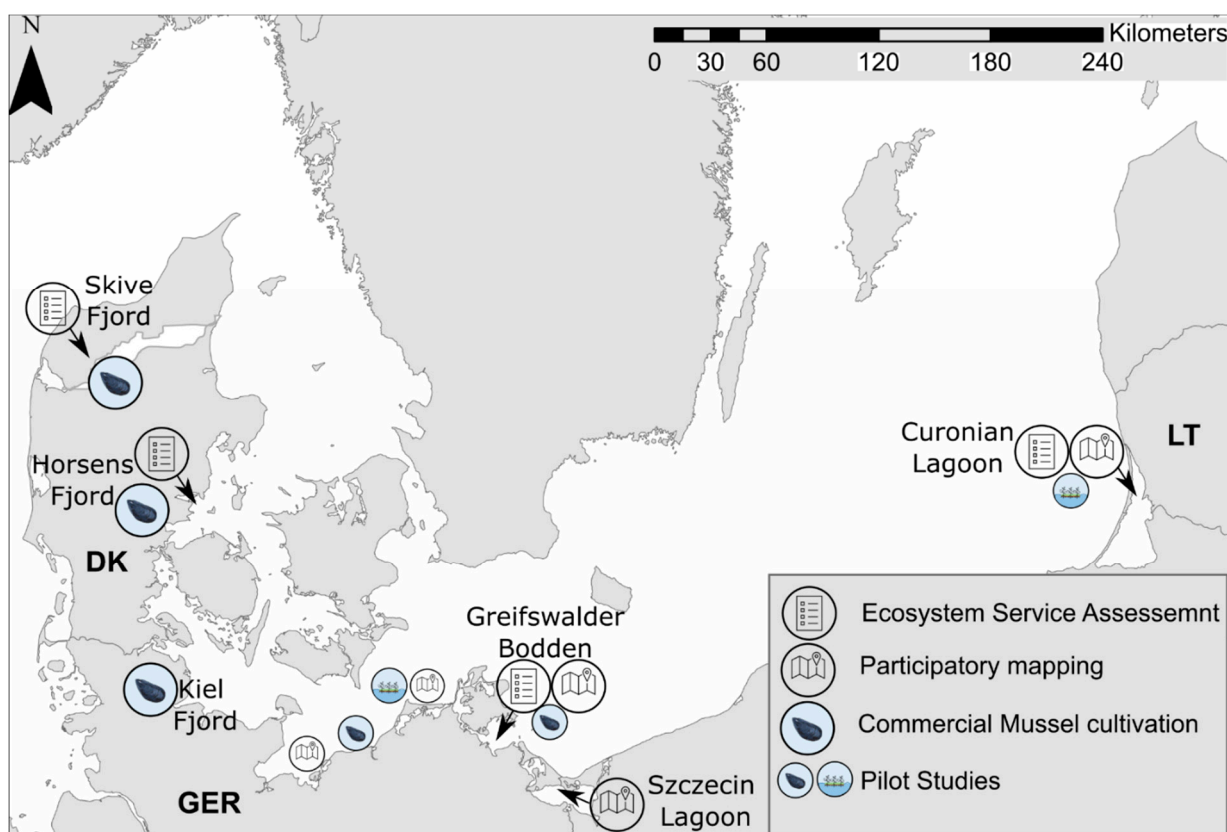 N
Kilometers
0 30 60 120 180 240
Skive
Fjord
Curonian
Lagoon
LT
Horsens
Fjord
DK
Greifswalder
Bodden
Kiel
Fjord
GER
Szczecin
Lagoon
Ecosystem Service Assessemnt
Participatory mapping
Commercial Mussel cultivation
Pilot Studies